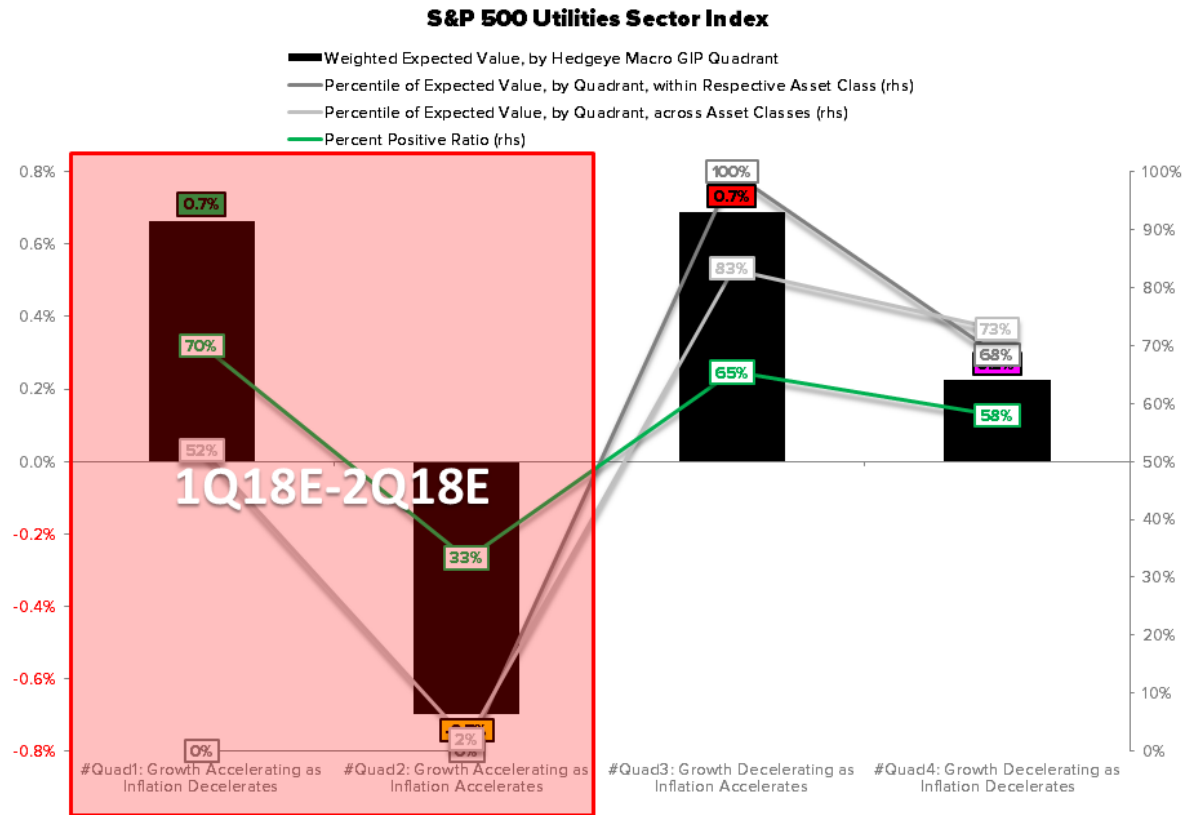 S&P 500 Utilities Sector Index
Weighted Expected Value, by Hedgeye Macro GIP Quadrant
Percentile of Expected Value, by Quadrant, within Respective Asset Class (rhs)
Percentile of Expected Value, by Quadrant, across Asset Classes (rhs)
Percent Positive Ratio (rhs)
0.8%
0.6%
0.4%
0.2%
0.0%
-0.2%
-0.4%
-0.6%
-0.8%
0.7%
70%
52%
0%
1Q18E-2Q18E
33%
2%
0%
100%
0.7%
83%
65%
73%
68%
58%
100%
90%
80%
70%
60%
50%
40%
30%
20%
10%
0%
#Quad1: Growth Accelerating as
Inflation Decelerates
#Quad2: Growth Accelerating as
Inflation Accelerates
#Quad3: Growth Decelerating as
Inflation Accelerates
#Quad4: Growth Decelerating as
Inflation Decelerates